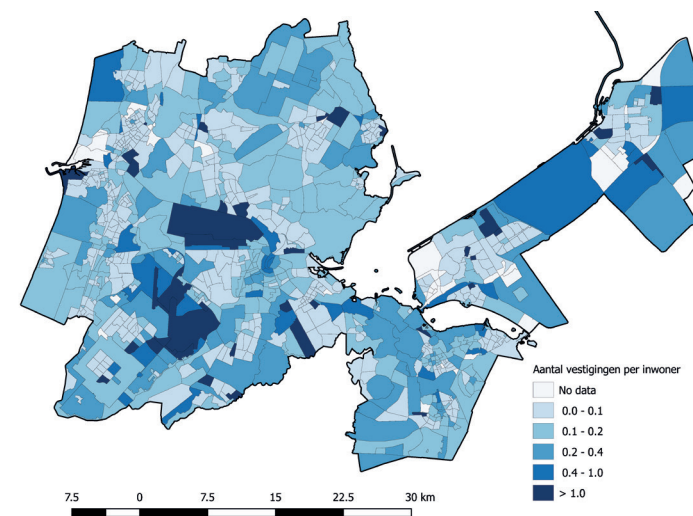 Aantal vestigingen per inwoner
No data
0.0 - 0.1
0.1 - 0.2
0.2 - 0.4
0.4 - 1.0
> 1.0
7.5 0 7.5 15 22.5 30 km